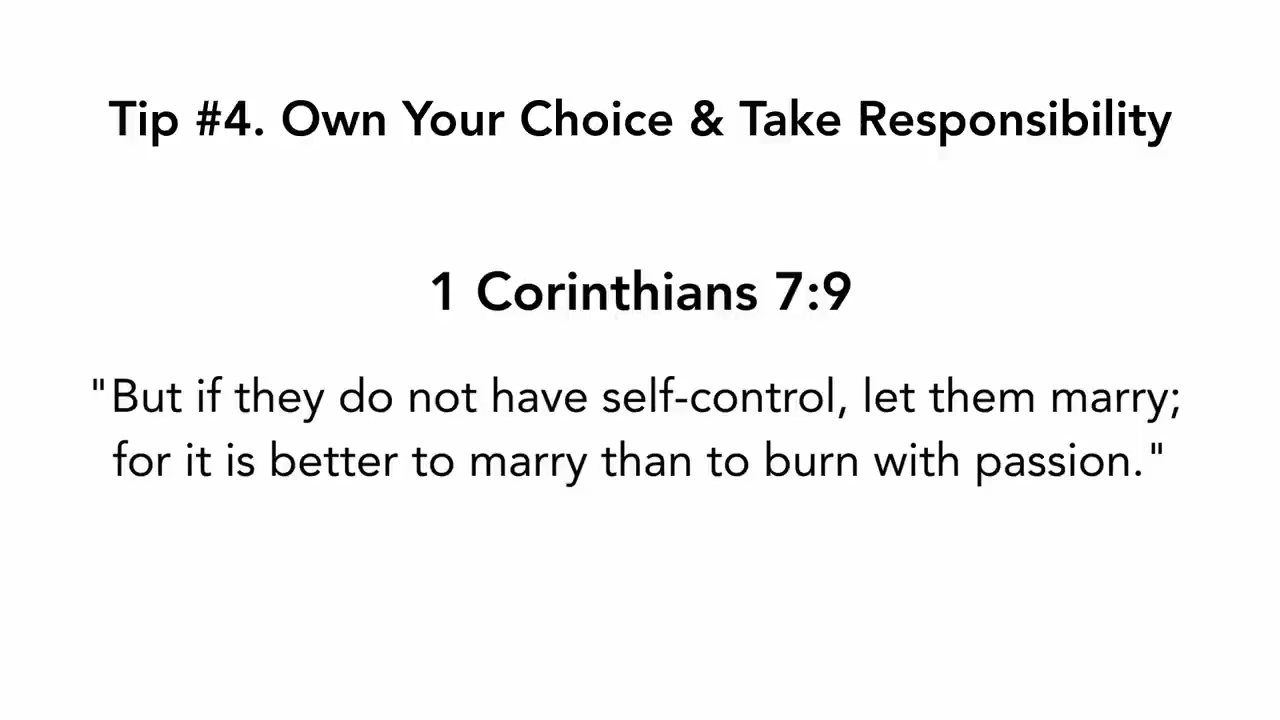 Tip #4. Own Your Choice & Take Responsibility
1 Corinthians 7:9
"But if they do not have self-control, let them marry;
for it is better to marry than to burn with passion."